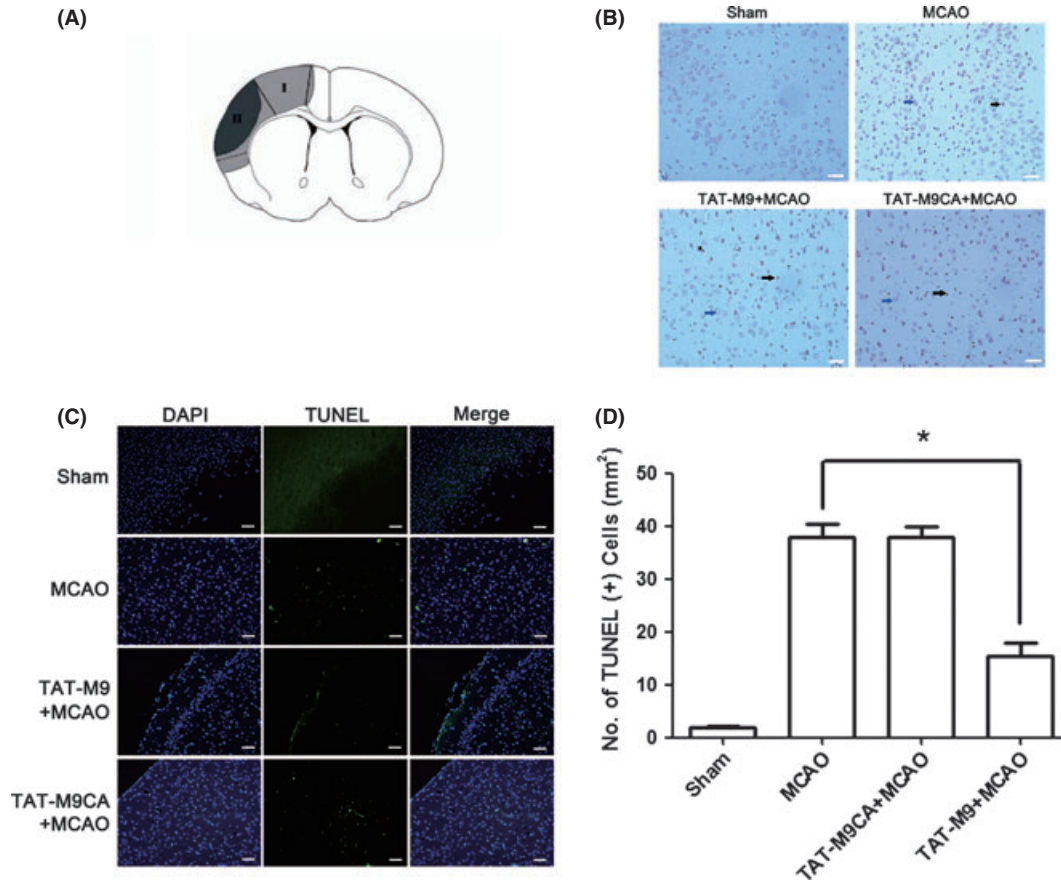 (A)
I
II
(B)
Sham
MCAO
TAT-M9+MCAO
TAT-M9CA+MCAO
(C)
DAPI
TUNEL
Merge
Sham
MCAO
TAT-M9
+MCAO
TAT-M9CA
+MCAO
(D)
*
No. of TUNEL (+) Cells (mm²)
50
40
30
20
10
0
Sham
MCAO
TAT-M9CA+MCAO
TAT-M9+MCAO